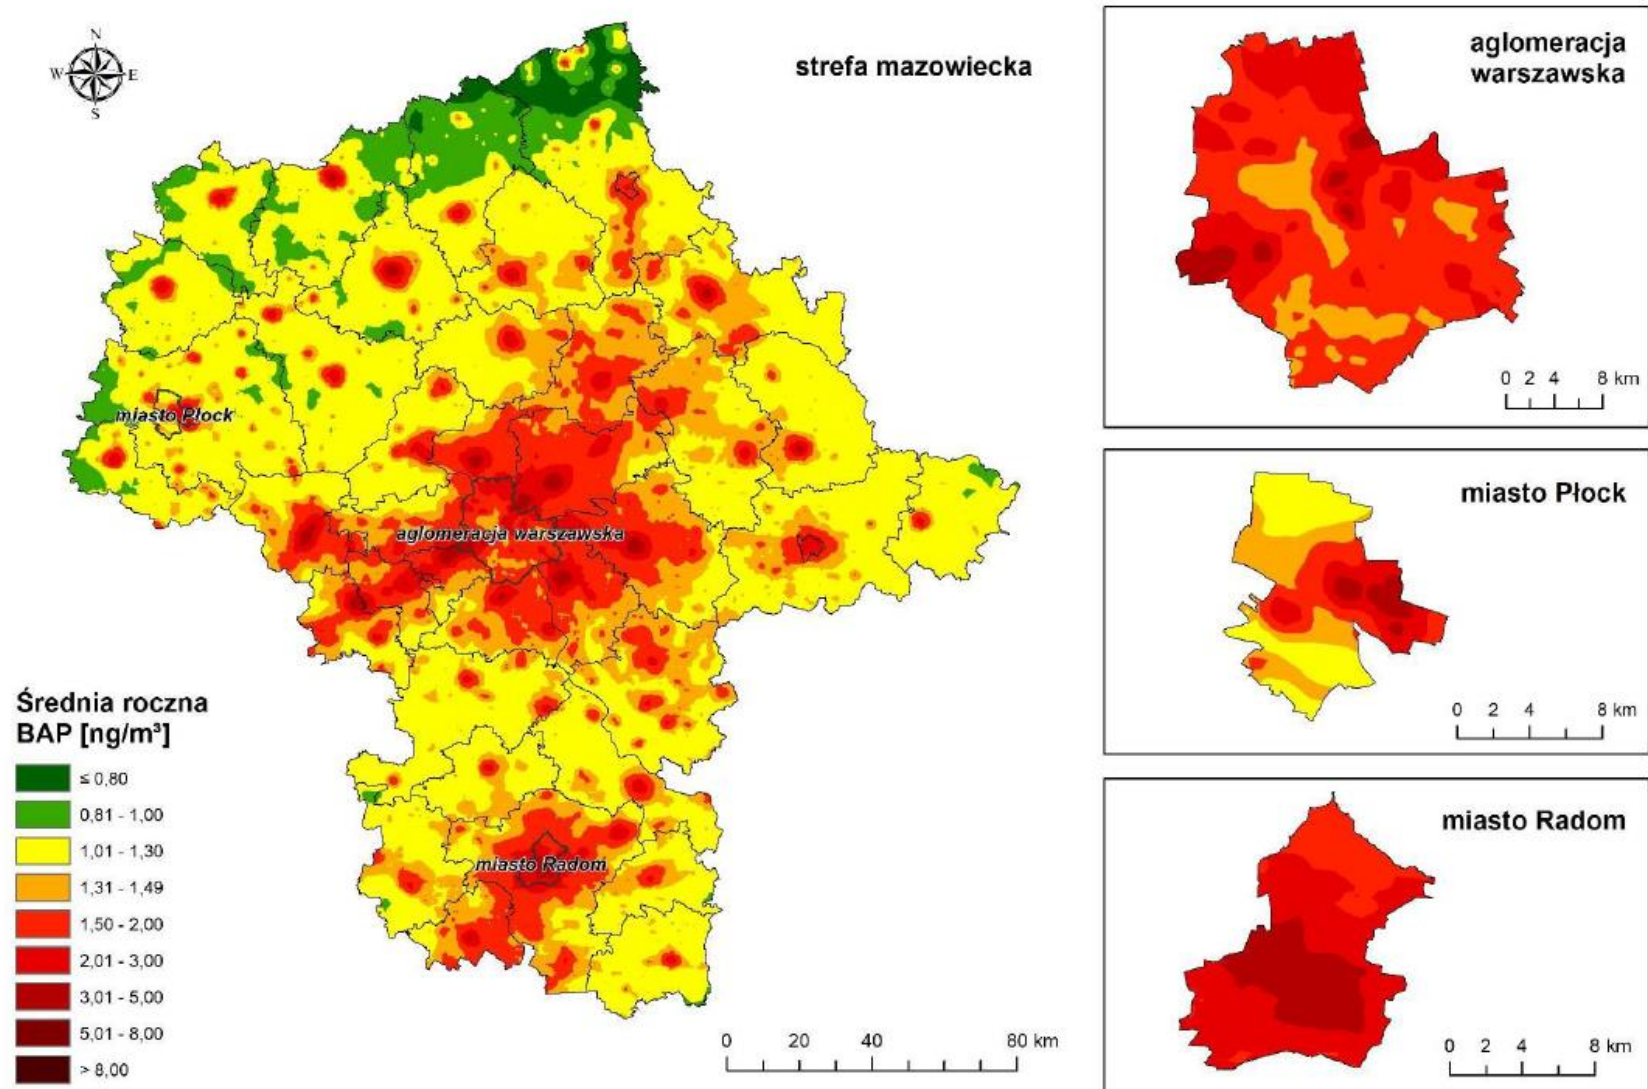 N
W
E
S
strefa mazowiecka
miasto Płock
aglomeracja warszawska
miasto Radom
Średnia roczna
BAP [ng/m³]
≤ 0,80
0,81 - 1,00
1,01 - 1,30
1,31 - 1,49
1,50 - 2,00
2,01 - 3,00
3,01 - 5,00
5,01 - 8,00
> 8,00
0 20 40 80 km
aglomeracja
warszawska
0 2 4 8 km
miasto Płock
0 2 4 8 km
miasto Radom
0 2 4 8 km